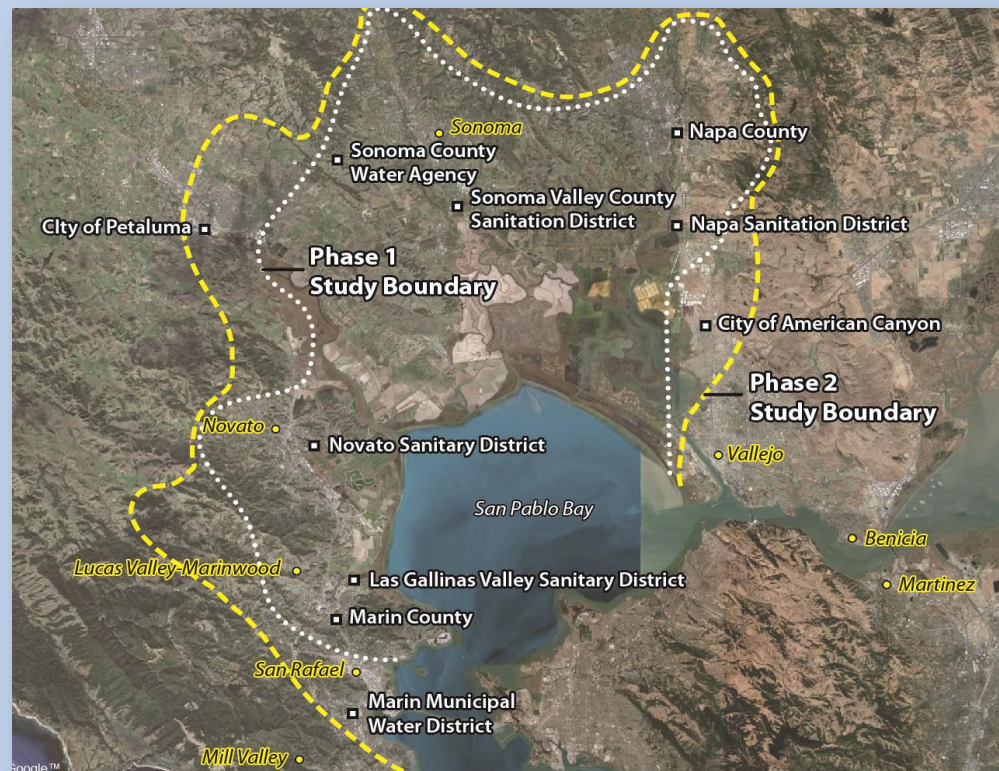 Sonoma
Napa County
Sonoma County
Water Agency
Sonoma Valley County
Sanitation District
CIty of Petaluma
Napa Sanitation District
Phase 1
Study Boundary
City of American Canyon
Phase 2
Study Boundary
Novato
Novato Sanitary District
Vallejo
San Pablo Bay
Benicia
Lucas Valley-Marinwood
Las Gallinas Valley Sanitary District
Martinez
Marin County
San Rafael
Marin Municipal
Water District
Mill Valley
Google™